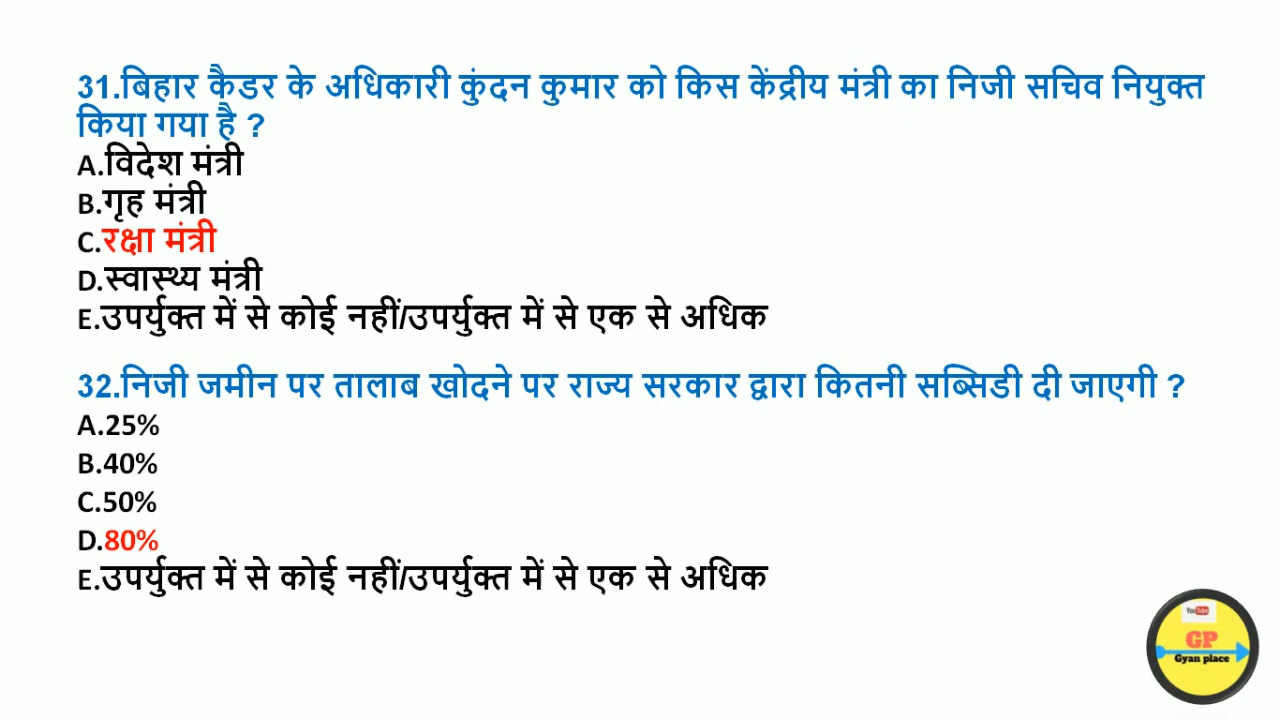 31.बिहार कैडर के अधिकारी कुंदन कुमार को किस केंद्रीय मंत्री का निजी सचिव नियुक्त
किया गया है ?
A.विदेश मंत्री
B.गृह मंत्री
C.रक्षा मंत्री
D.स्वास्थ्य मंत्री
E.उपर्युक्त में से कोई नहीं/उपर्युक्त में से एक से अधिक
32.निजी जमीन पर तालाब खोदने पर राज्य सरकार द्वारा कितनी सब्सिडी दी जाएगी ?
A.25%
B.40%
C.50%
D.80%
E.उपर्युक्त में से कोई नहीं/उपर्युक्त में से एक से अधिक
YouTube
GP
Gyan place